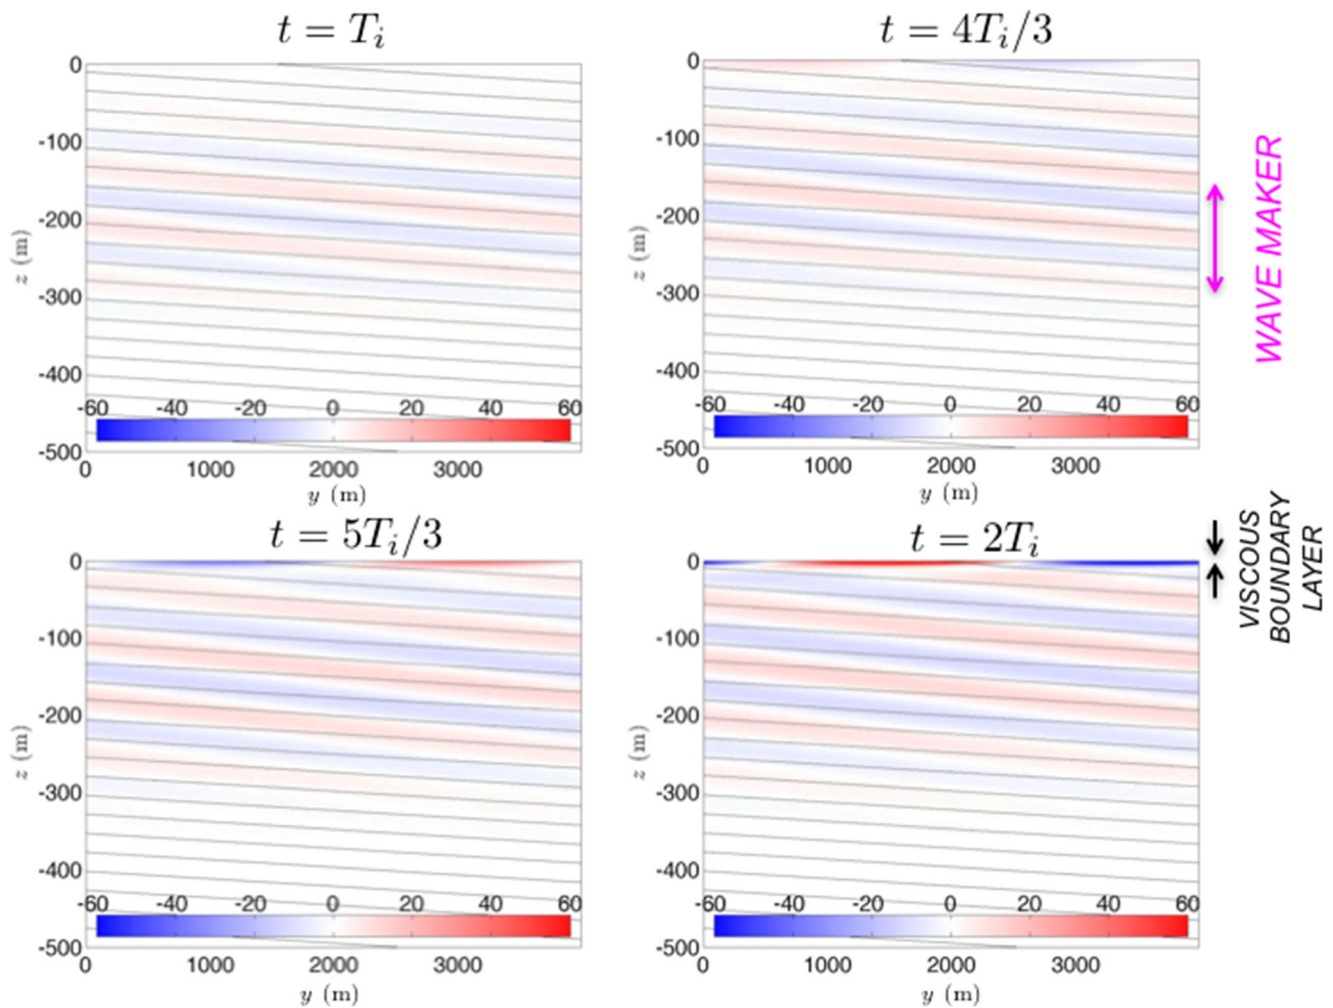 t = T_i
0
-100
-200
-300
-400
-500
z (m)
-60 -40 -20 0 20 40 60
0 1000 2000 3000
y (m)
t = 4T_i/3
0
-100
-200
-300
-400
-500
z (m)
-60 -40 -20 0 20 40 60
0 1000 2000 3000
y (m)
WAVE MAKER
t = 5T_i/3
0
-100
-200
-300
-400
-500
z (m)
-60 -40 -20 0 20 40 60
0 1000 2000 3000
y (m)
t = 2T_i
0
-100
-200
-300
-400
-500
z (m)
-60 -40 -20 0 20 40 60
0 1000 2000 3000
y (m)
VISCOUS
BOUNDARY
LAYER